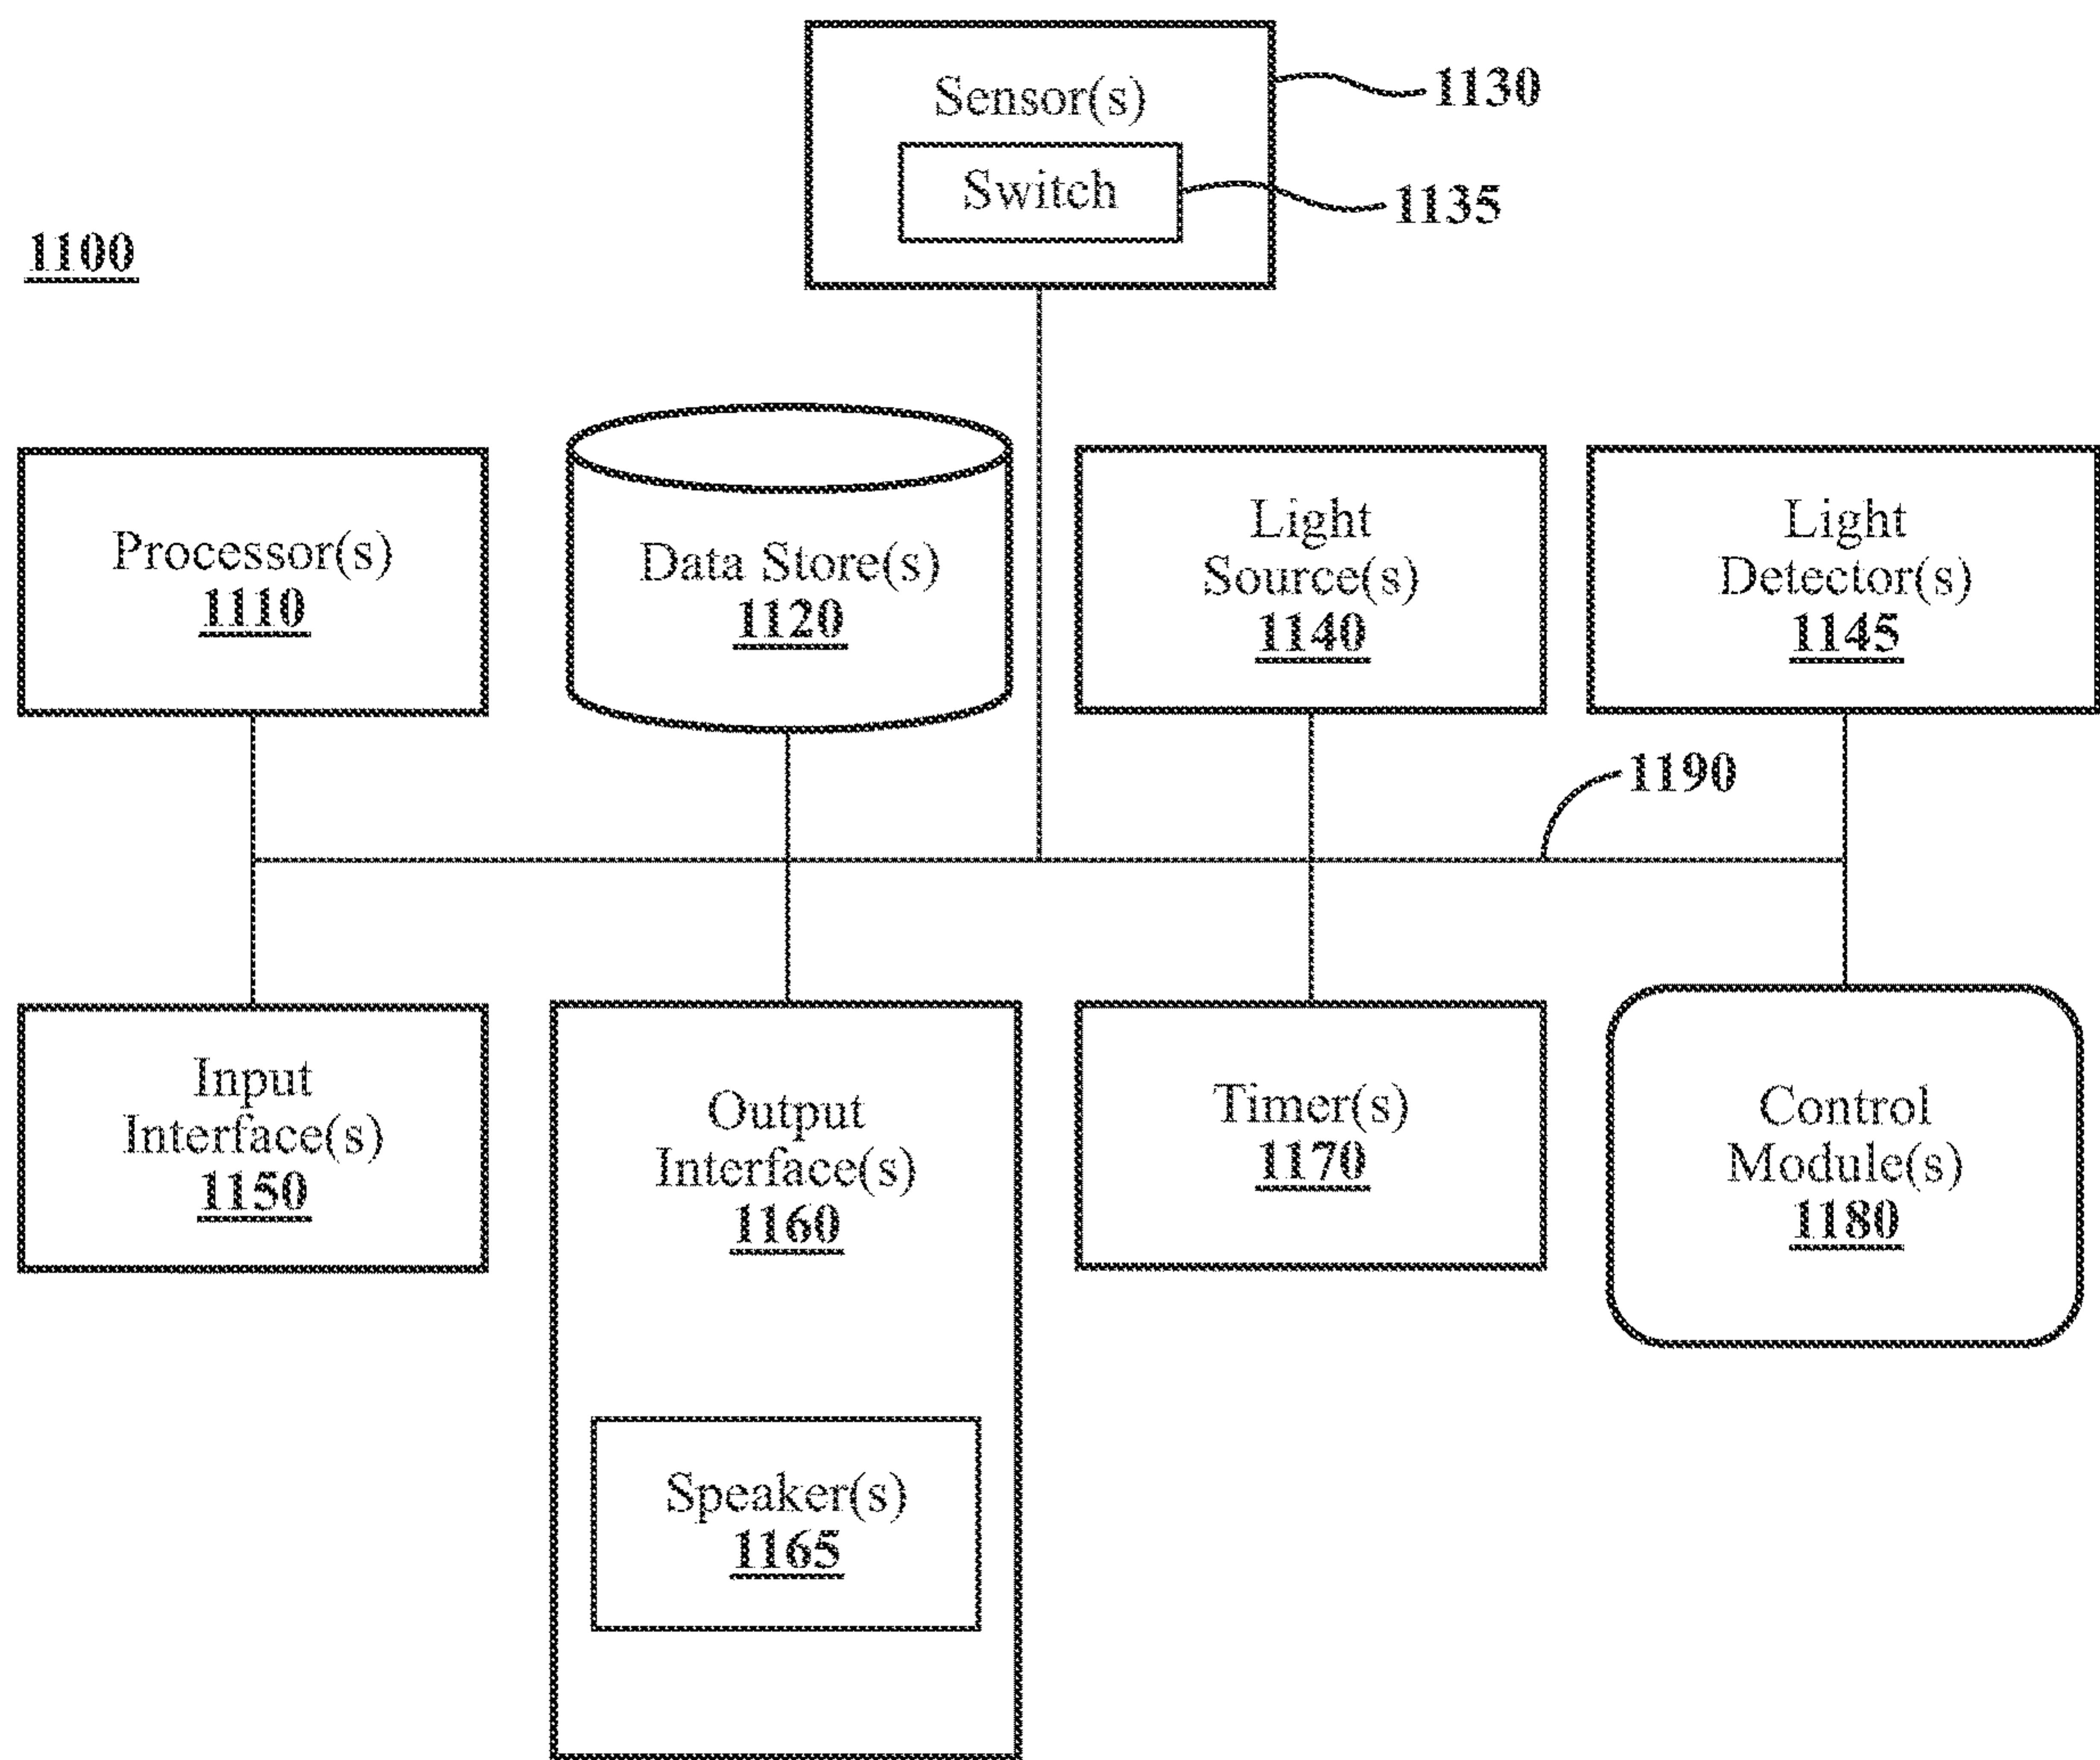 Sensor(s)
1130
Switch
1135
1100
Processor(s)
1110
Data Store(s)
1120
Light
Source(s)
1140
Light
Detector(s)
1145
1190
Input
Interface(s)
1150
Output
Interface(s)
1160
Speaker(s)
1165
Timer(s)
1170
Control
Module(s)
1180